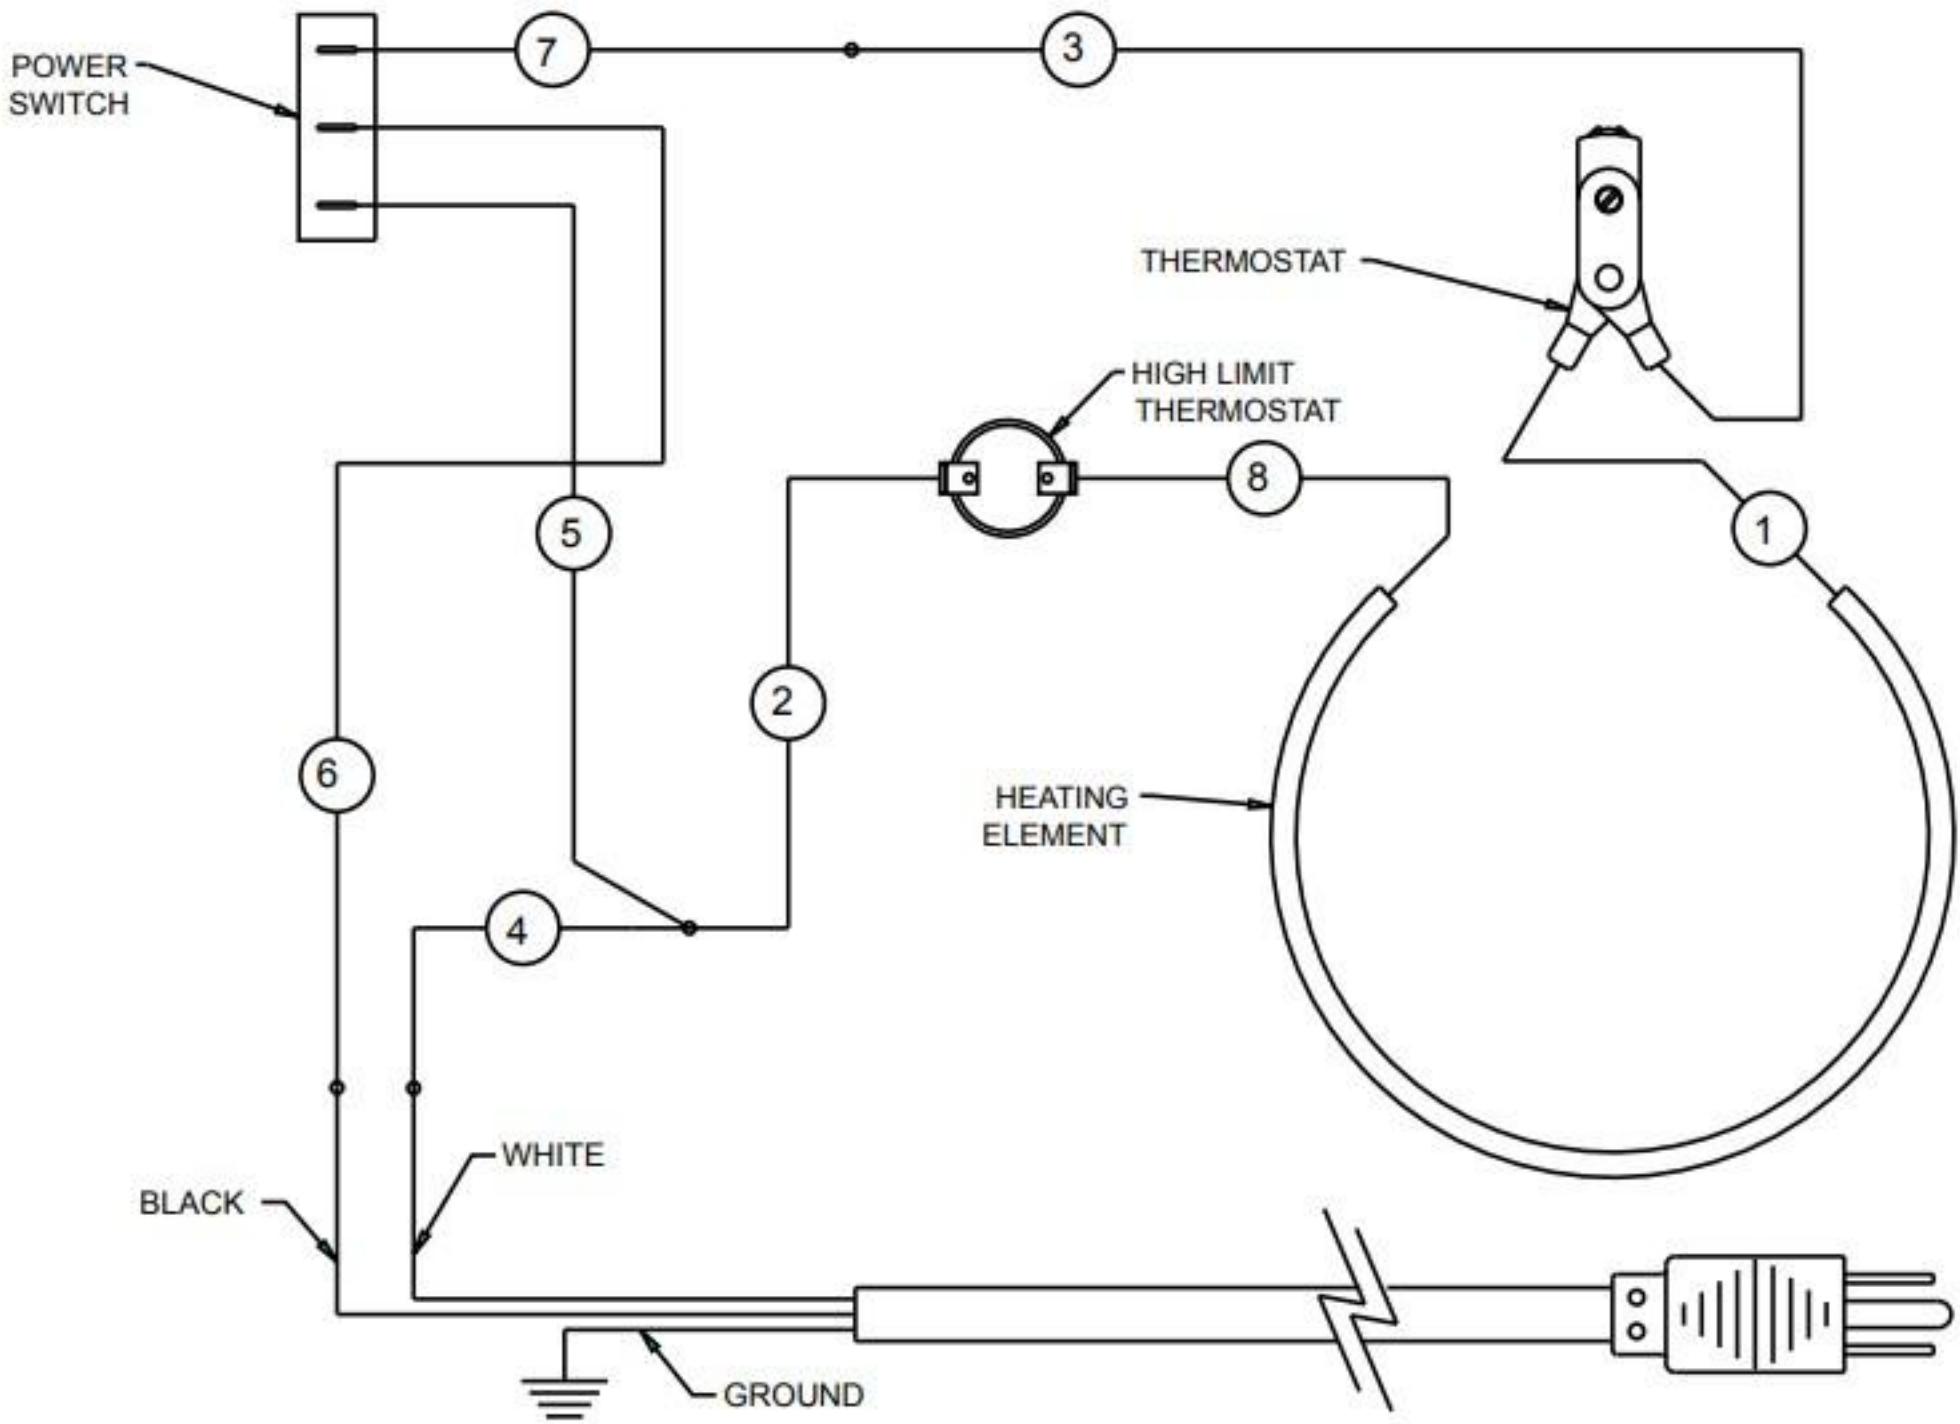 7
3
POWER
SWITCH
THERMOSTAT
HIGH LIMIT
THERMOSTAT
8
5
1
2
6
HEATING
ELEMENT
4
WHITE
BLACK
GROUND